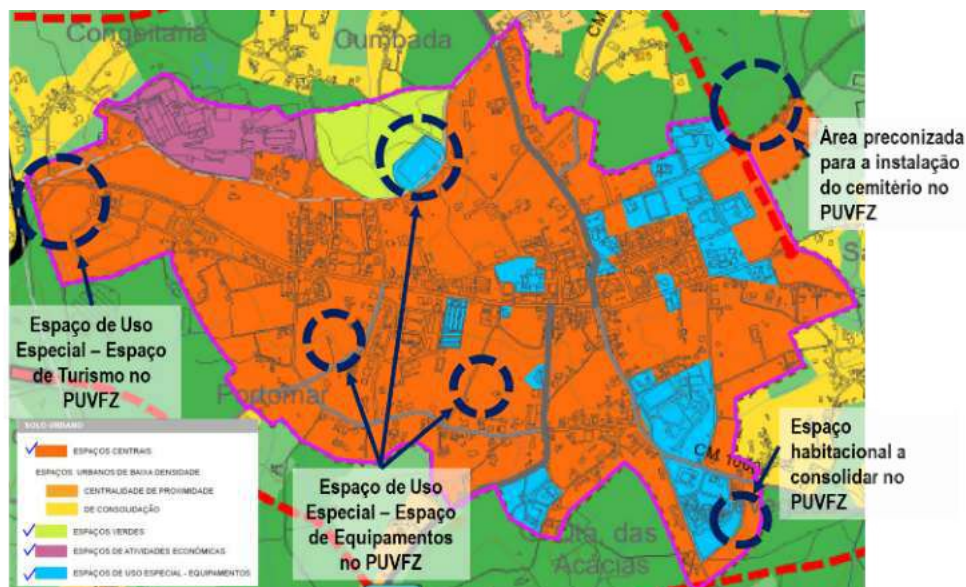 Congeitaria
Cumbada
CM
Área preconizada
para a instalação
do cemitério no
PUVFZ
Espaço de Uso
Especial – Espaço
de Turismo no
PUVFZ
Portomar
CM 1000
Espaço
habitacional a
consolidar no
PUVFZ
Espaço de Uso
Especial – Espaço
de Equipamentos
no PUVFZ
das
Acácias
SOLO URBANO
ESPAÇOS CENTRAIS
ESPAÇOS URBANOS DE BAIXA DENSIDADE
CENTRALIDADE DE PROXIMIDADE
DE CONSOLIDAÇÃO
ESPAÇOS VERDES
ESPAÇOS DE ATIVIDADES ECONÓMICAS
ESPAÇOS DE USO ESPECIAL - EQUIPAMENTOS